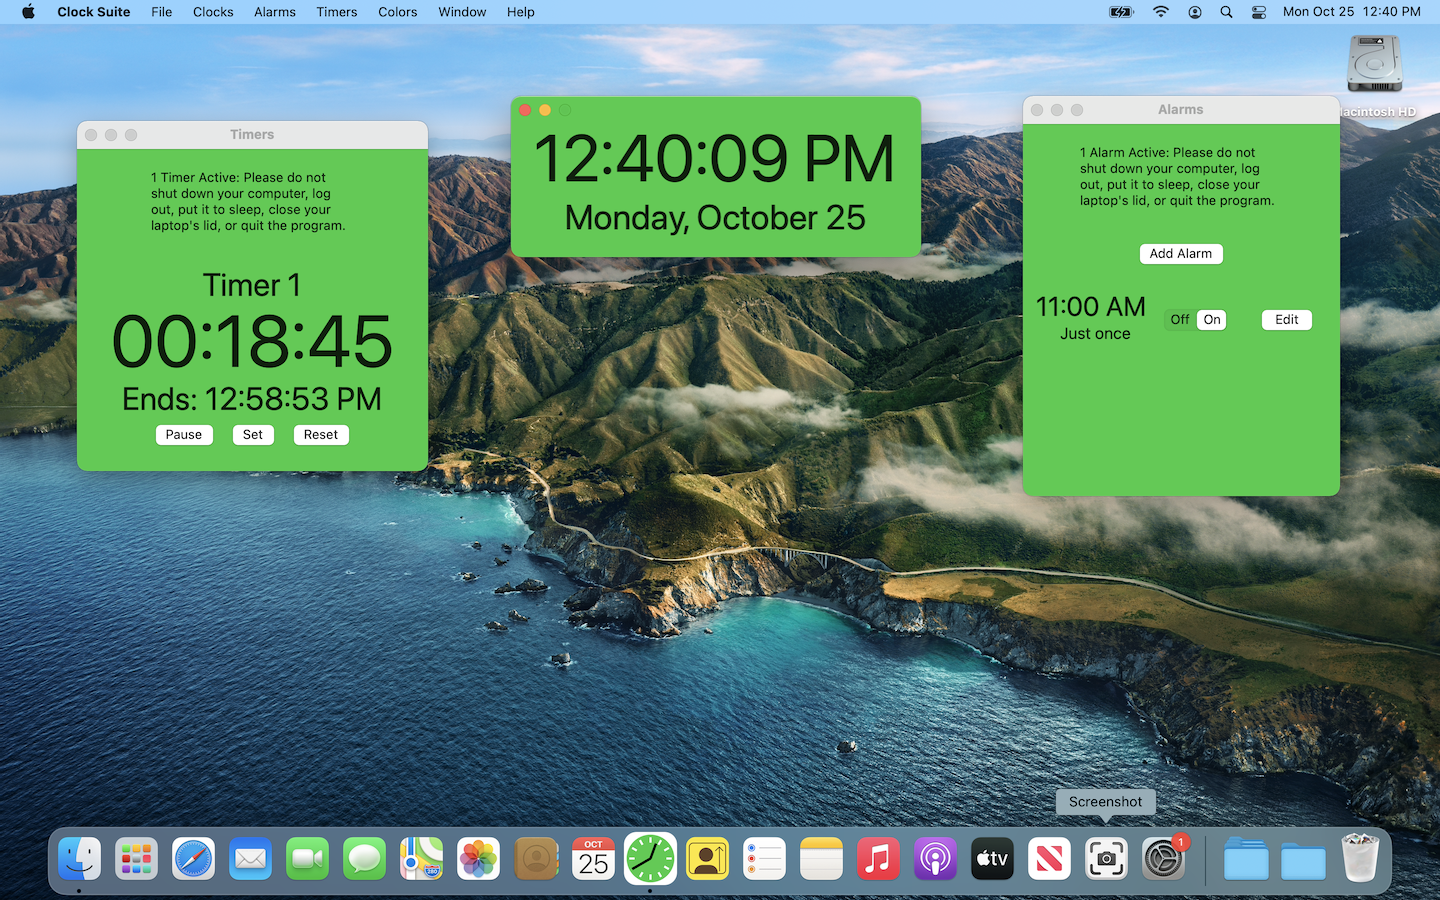 Clock Suite File Clocks Alarms Timers Colors Window Help Mon Oct 25 12:40 PM
Timers
1 Timer Active: Please do not
shut down your computer, log
out, put it to sleep, close your
laptop's lid, or quit the program.
Timer 1
00:18:45
Ends: 12:58:53 PM
Pause Set Reset
12:40:09 PM
Monday, October 25
Alarms
1 Alarm Active: Please do not
shut down your computer, log
out, put it to sleep, close your
laptop's lid, or quit the program.
Add Alarm
11:00 AM
Just once
Off On
Edit
acintosh HD
Screenshot
OCT
25
tv
1
280